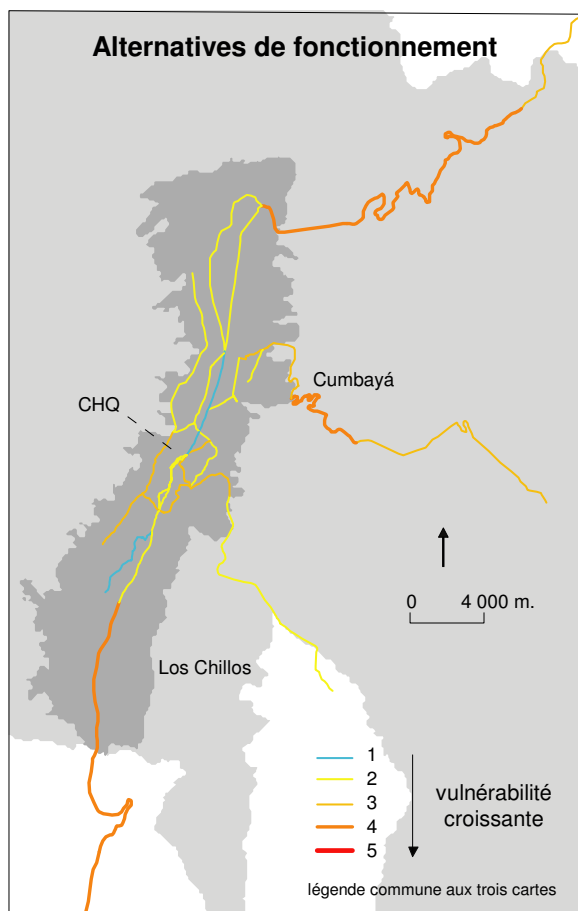 Alternatives de fonctionnement
Cumbayá
CHQ
0 4 000 m.
Los Chillos
1
2
3
4
5
vulnérabilité
croissante
légende commune aux trois cartes